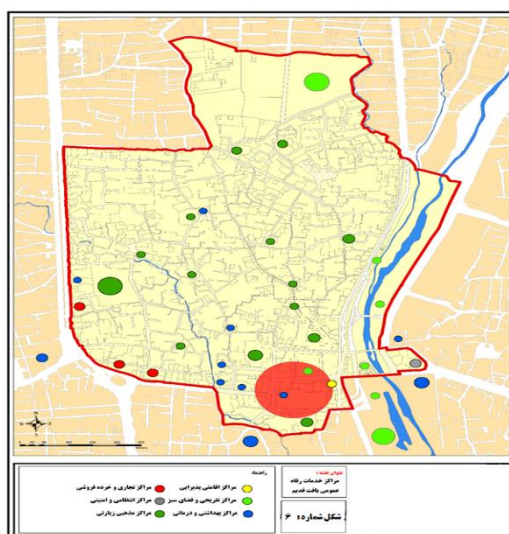 راهنما:
مراکز اقامتی پذیرایی
مراکز تجاری و خرده فروشی
مراکز تفریحی و فضای سبز
مراکز انتظامی و امنیتی
مراکز بهداشتی و درمانی
مراکز مذهبی زیارتی
عنوان نقشه :
مراکز خدمات رفاه
عمومی بافت قدیم
شکل شماره: ۶